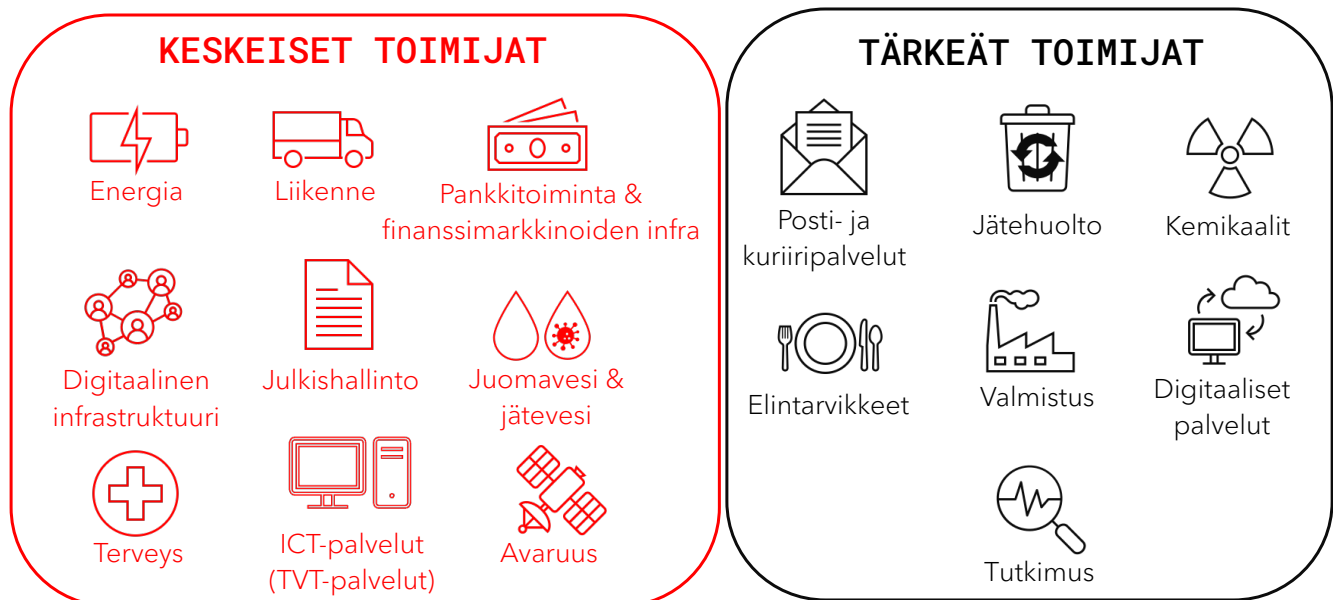 KESKEISET TOIMIJAT
Energia
Liikenne
Pankkitoiminta &
finanssimarkkinoiden infra
Digitaalinen
infrastruktuuri
Julkishallinto
Juomavesi &
jätevesi
Terveys
ICT-palvelut
(TVT-palvelut)
Avaruus
TÄRKEÄT TOIMIJAT
Posti- ja
kuriiripalvelut
Jätehuolto
Kemikaalit
Elintarvikkeet
Valmistus
Digitaaliset
palvelut
Tutkimus